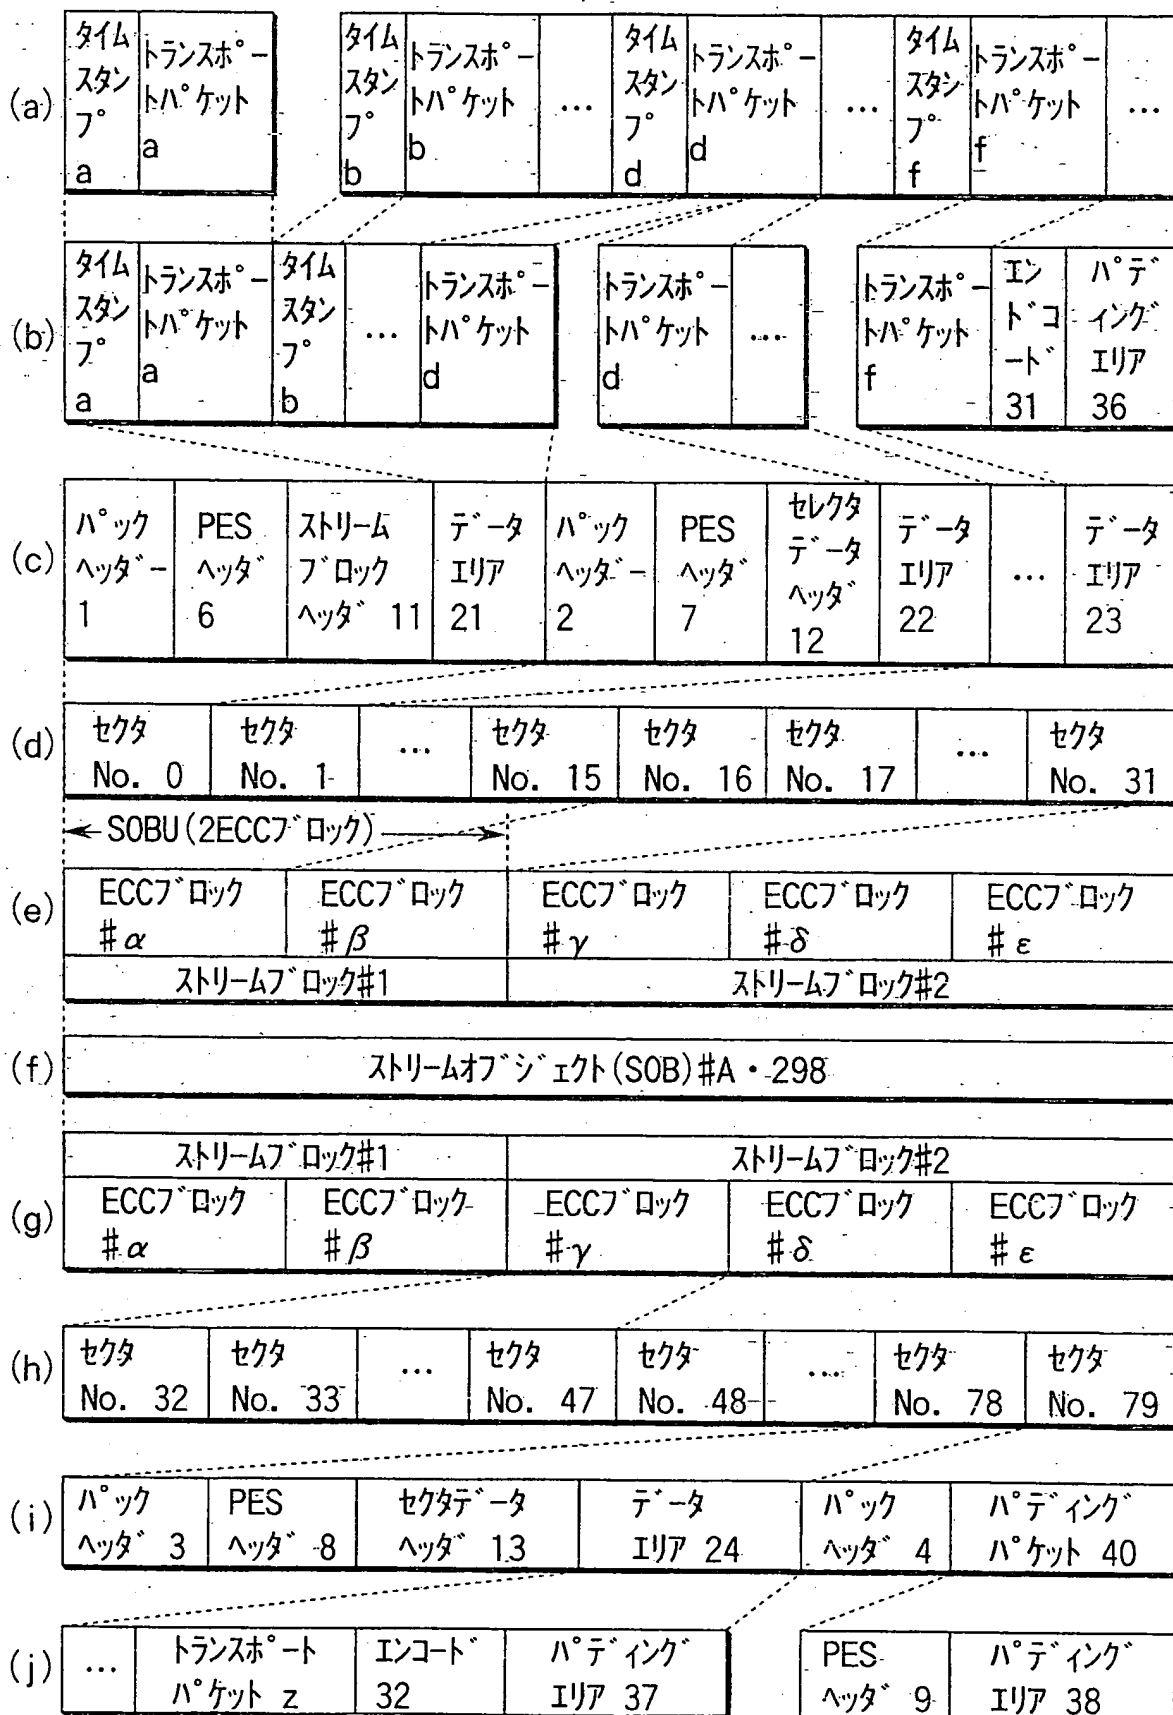 (a)
タイム
スタン
プ
a
トランスポー
トパケット
a
タイム
スタン
プ
b
トランスポー
トパケット
b
...
タイム
スタン
プ
d
トランスポー
トパケット
d
...
タイム
スタン
プ
f
トランスポー
トパケット
f
...
(b)
タイム
スタン
プ
a
トランスポー
トパケット
a
タイム
スタン
プ
b
...
トランスポー
トパケット
d
トランスポー
トパケット
d
...
トランスポー
トパケット
f
エン
ドコ
ード
31
パデ
ィング
エリア
36
(c)
パック
ヘッダー
1
PES
ヘッダ
6
ストリーム
ブロック
ヘッダ 11
データ
エリア
21
パック
ヘッダー
2
PES
ヘッダ
7
セレクタ
データ
ヘッダ
12
データ
エリア
22
...
データ
エリア
23
(d)
セクタ
No. 0
セクタ
No. 1
...
セクタ
No. 15
セクタ
No. 16
セクタ
No. 17
...
セクタ
No. 31
SOBU(2ECCブロック)
(e)
ECCブロック
#α
ECCブロック
#β
ECCブロック
#γ
ECCブロック
#δ
ECCブロック
#ε
ストリームブロック#1
ストリームブロック#2
(f)
ストリームオブジェクト(SOB)#A・298
ストリームブロック#1
ストリームブロック#2
(g)
ECCブロック
#α
ECCブロック
#β
ECCブロック
#γ
ECCブロック
#δ
ECCブロック
#ε
(h)
セクタ
No. 32
セクタ
No. 33
...
セクタ
No. 47
セクタ
No. 48
...
セクタ
No. 78
セクタ
No. 79
(i)
パック
ヘッダ 3
PES
ヘッダ 8
セクタデータ
ヘッダ 13
データ
エリア 24
パック
ヘッダ 4
パディング
パケット 40
(j)
...
トランスポート
パケット z
エンコード
32
パディング
エリア 37
PES
ヘッダ 9
パディング
エリア 38